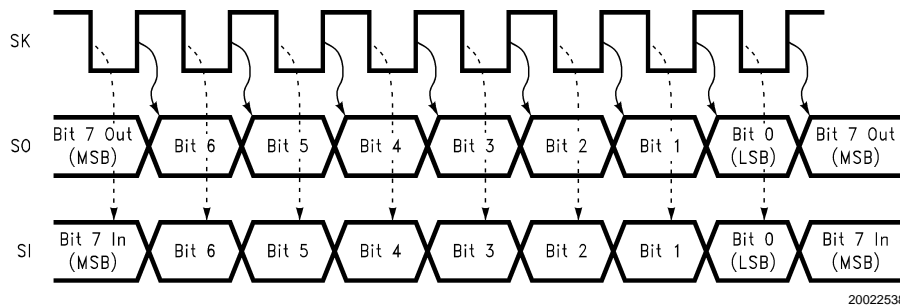 SK
SO
Bit 7 Out
(MSB)
Bit 6
Bit 5
Bit 4
Bit 3
Bit 2
Bit 1
Bit 0
(LSB)
Bit 7 Out
(MSB)
SI
Bit 7 In
(MSB)
Bit 6
Bit 5
Bit 4
Bit 3
Bit 2
Bit 1
Bit 0
(LSB)
Bit 7 In
(MSB)
20022538